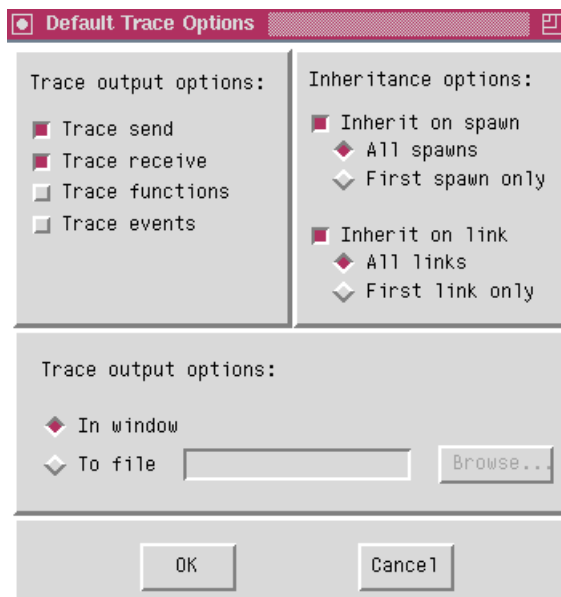 Default Trace Options
Trace output options:
Trace send
Trace receive
Trace functions
Trace events
Inheritance options:
Inherit on spawn
All spawns
First spawn only
Inherit on link
All links
First link only
Trace output options:
In window
To file
Browse...
OK
Cancel